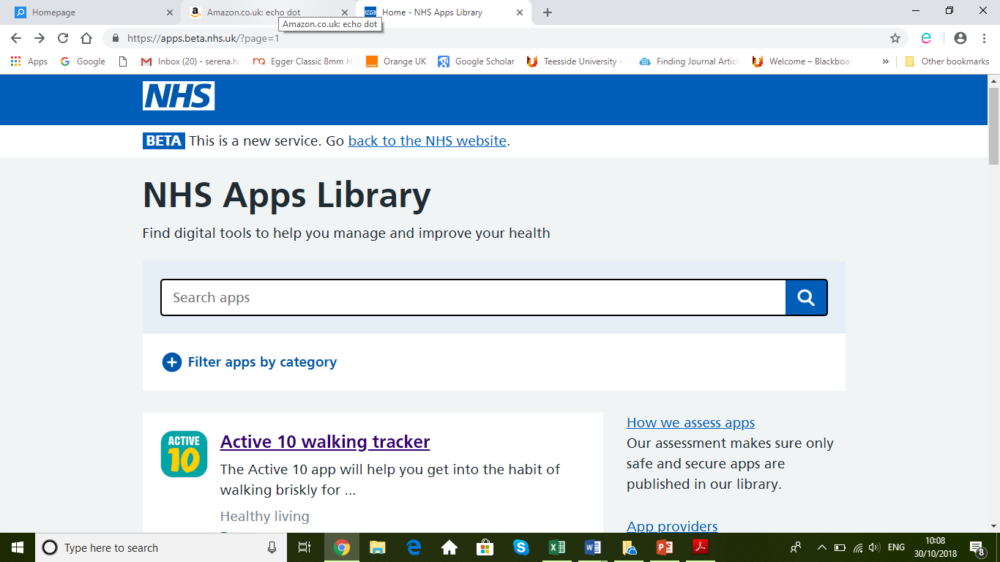 Homepage
Amazon.co.uk: echo dot
Home - NHS Apps Library
Amazon.co.uk: echo dot
https://apps.beta.nhs.uk/?page=1
Apps
Google
Inbox (20) - serena.ha
Egger Classic 8mm H
Orange UK
Google Scholar
Teesside University -
Finding Journal Artic
Welcome – Blackboar
»
Other bookmarks
NHS
BETA This is a new service. Go back to the NHS website.
NHS Apps Library
Find digital tools to help you manage and improve your health
Search apps
Filter apps by category
ACTIVE
10
Active 10 walking tracker
The Active 10 app will help you get into the habit of
walking briskly for ...
Healthy living
How we assess apps
Our assessment makes sure only
safe and secure apps are
published in our library.
App providers
Type here to search
ENG
10:08
30/10/2018
8